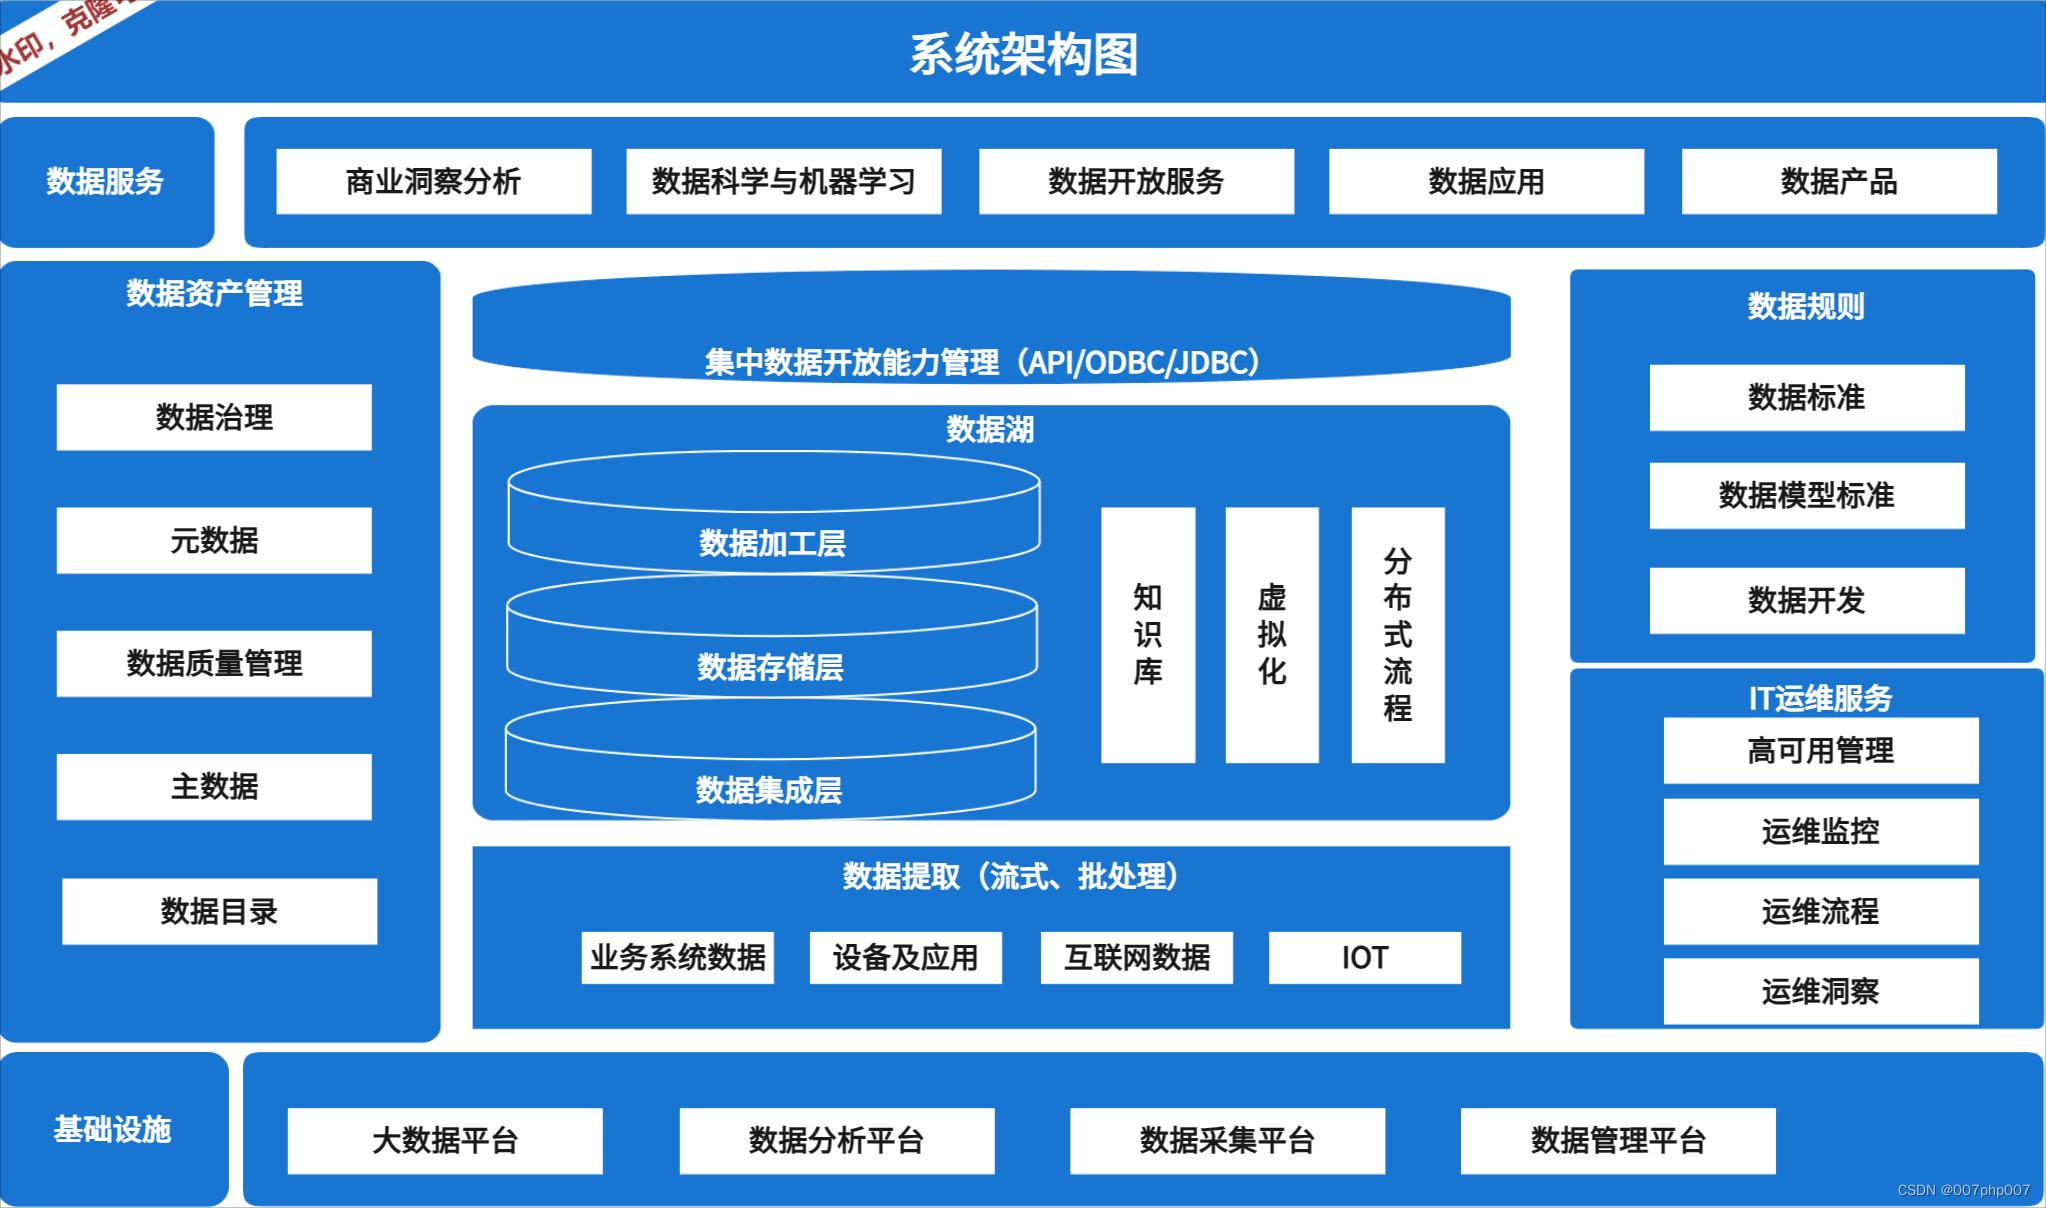 水印，克隆
系统架构图
数据服务
商业洞察分析
数据科学与机器学习
数据开放服务
数据应用
数据产品
数据资产管理
数据治理
元数据
数据质量管理
主数据
数据目录
集中数据开放能力管理（API/ODBC/JDBC）
数据湖
数据加工层
数据存储层
数据集成层
知识库
虚拟化
分布式流程
数据提取（流式、批处理）
业务系统数据
设备及应用
互联网数据
IOT
数据规则
数据标准
数据模型标准
数据开发
IT运维服务
高可用管理
运维监控
运维流程
运维洞察
基础设施
大数据平台
数据分析平台
数据采集平台
数据管理平台
CSDN @007php007